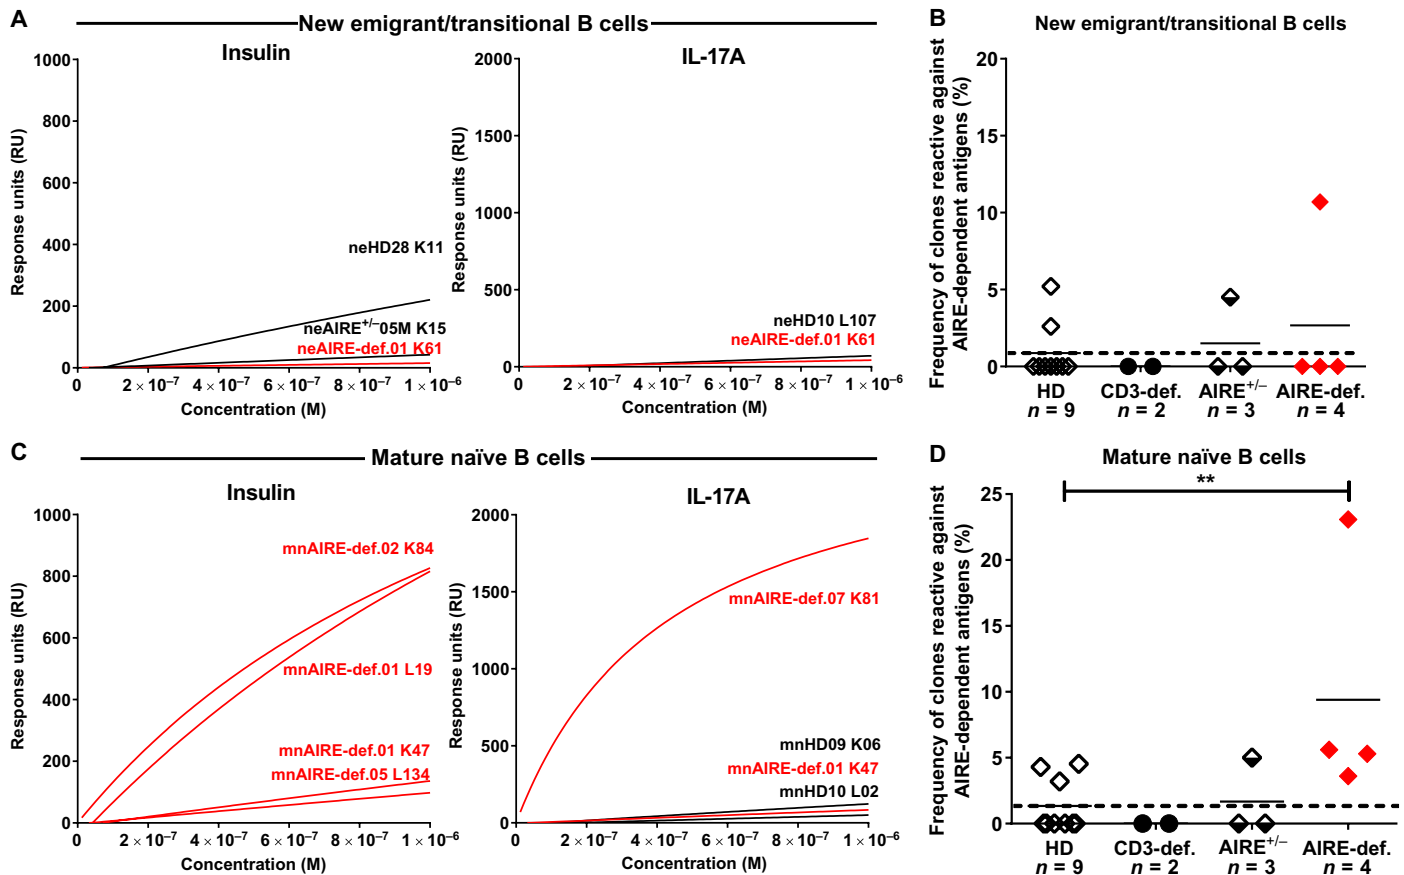 A
New emigrant/transitional B cells
Insulin
Response units (RU)
1000
800
600
400
200
0
neHD28 K11
neAIRE+/–05M K15
neAIRE-def.01 K61
0 2 × 10⁻⁷ 4 × 10⁻⁷ 6 × 10⁻⁷ 8 × 10⁻⁷ 1 × 10⁻⁶
Concentration (M)
IL-17A
Response units (RU)
2000
1500
1000
500
0
neHD10 L107
neAIRE-def.01 K61
0 2 × 10⁻⁷ 4 × 10⁻⁷ 6 × 10⁻⁷ 8 × 10⁻⁷ 1 × 10⁻⁶
Concentration (M)
B
New emigrant/transitional B cells
Frequency of clones reactive against
AIRE-dependent antigens (%)
20
15
10
5
0
HD CD3-def. AIRE+/– AIRE-def.
n = 9 n = 2 n = 3 n = 4
C
Mature naïve B cells
Insulin
Response units (RU)
1000
800
600
400
200
0
mnAIRE-def.02 K84
mnAIRE-def.01 L19
mnAIRE-def.01 K47
mnAIRE-def.05 L134
0 2 × 10⁻⁷ 4 × 10⁻⁷ 6 × 10⁻⁷ 8 × 10⁻⁷ 1 × 10⁻⁶
Concentration (M)
IL-17A
Response units (RU)
2000
1500
1000
500
0
mnAIRE-def.07 K81
mnHD09 K06
mnAIRE-def.01 K47
mnHD10 L02
0 2 × 10⁻⁷ 4 × 10⁻⁷ 6 × 10⁻⁷ 8 × 10⁻⁷ 1 × 10⁻⁶
Concentration (M)
D
Mature naïve B cells
**
Frequency of clones reactive against
AIRE-dependent antigens (%)
25
20
15
10
5
0
HD CD3-def. AIRE+/– AIRE-def.
n = 9 n = 2 n = 3 n = 4